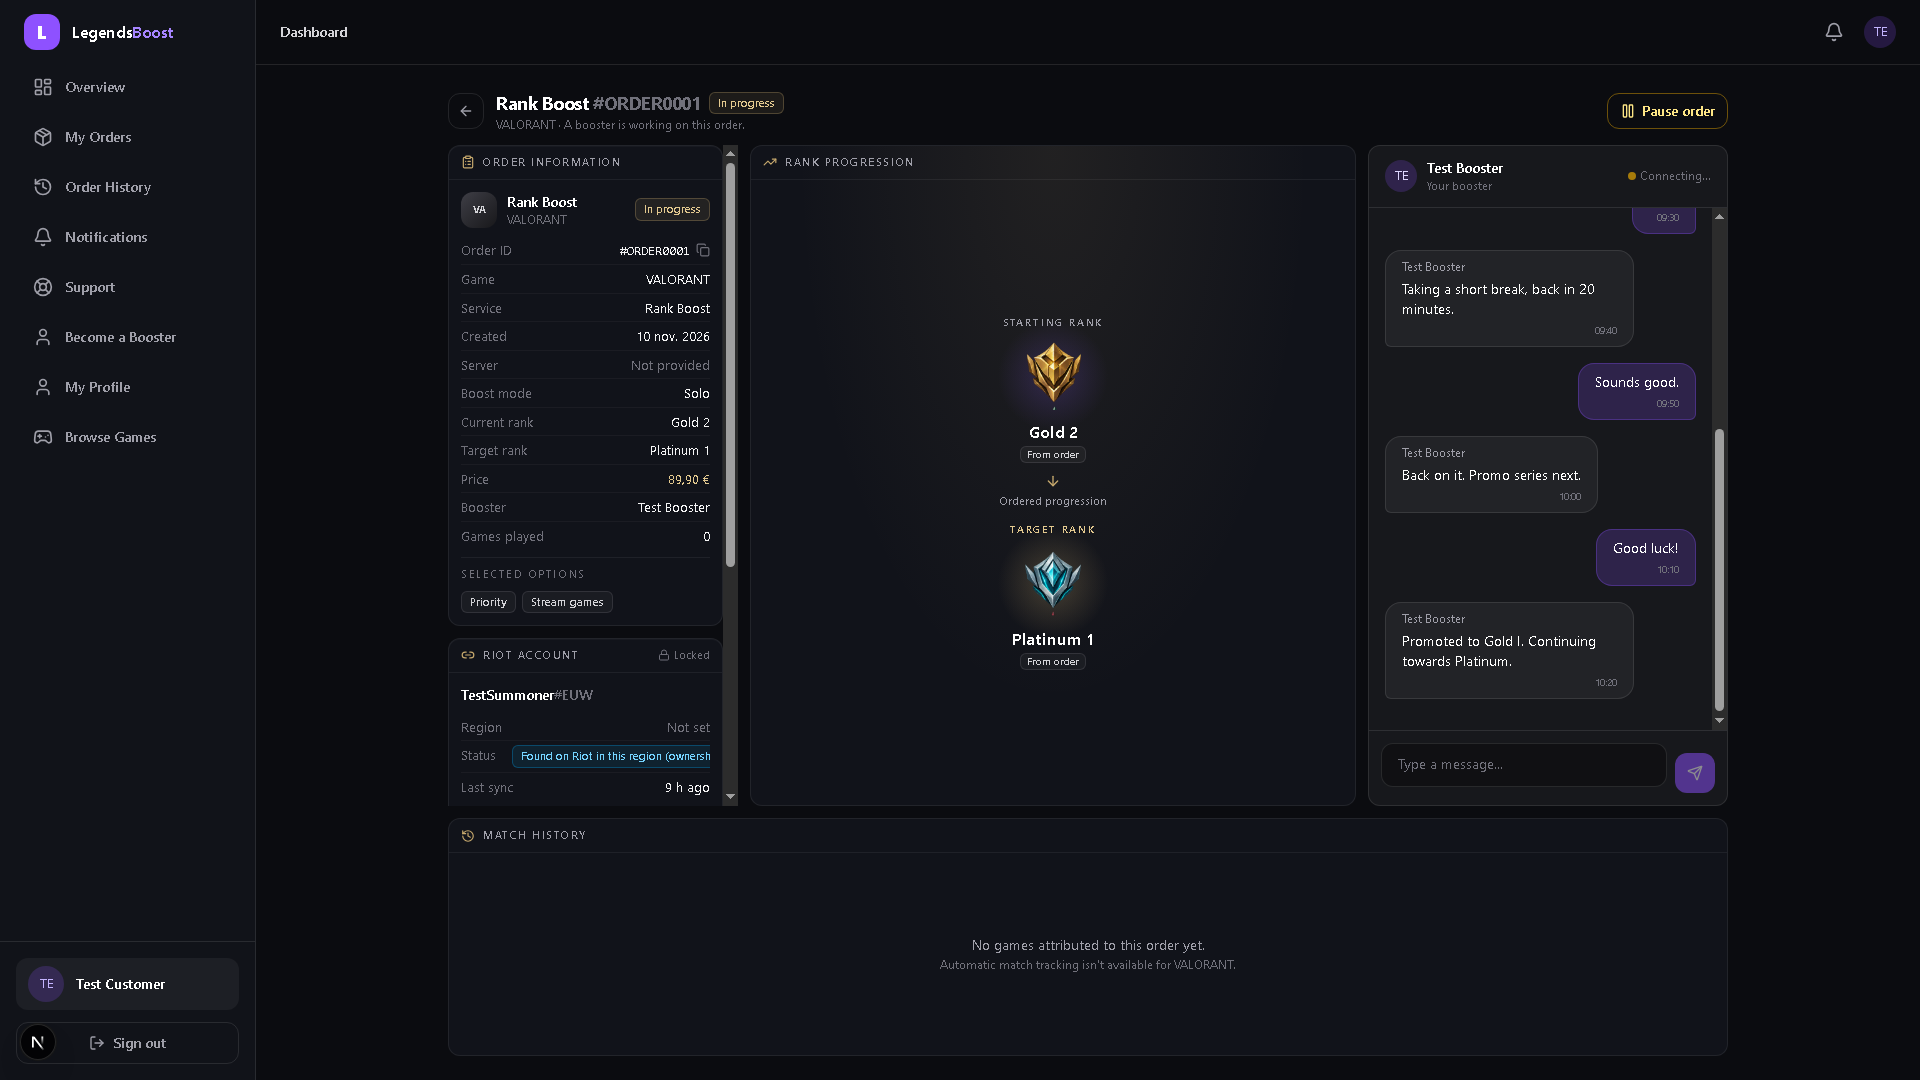 L LegendsBoost
Overview
My Orders
Order History
Notifications
Support
Become a Booster
My Profile
Browse Games
TE Test Customer
N Sign out
Dashboard
TE
Rank Boost #ORDER0001 In progress
VALORANT · A booster is working on this order.
Pause order
ORDER INFORMATION
VA Rank Boost
VALORANT
In progress
Order ID #ORDER0001
Game VALORANT
Service Rank Boost
Created 10 nov. 2026
Server Not provided
Boost mode Solo
Current rank Gold 2
Target rank Platinum 1
Price 89,90 €
Booster Test Booster
Games played 0
SELECTED OPTIONS
Priority Stream games
RIOT ACCOUNT Locked
TestSummoner#EUW
Region Not set
Status Found on Riot in this region (ownersh
Last sync 9 h ago
RANK PROGRESSION
STARTING RANK
Gold 2
From order
Ordered progression
TARGET RANK
Platinum 1
From order
TE Test Booster
Your booster
Connecting...
09:30
Test Booster
Taking a short break, back in 20
minutes.
09:40
Sounds good.
09:50
Test Booster
Back on it. Promo series next.
10:00
Good luck!
10:10
Test Booster
Promoted to Gold I. Continuing
towards Platinum.
10:20
Type a message...
MATCH HISTORY
No games attributed to this order yet.
Automatic match tracking isn't available for VALORANT.